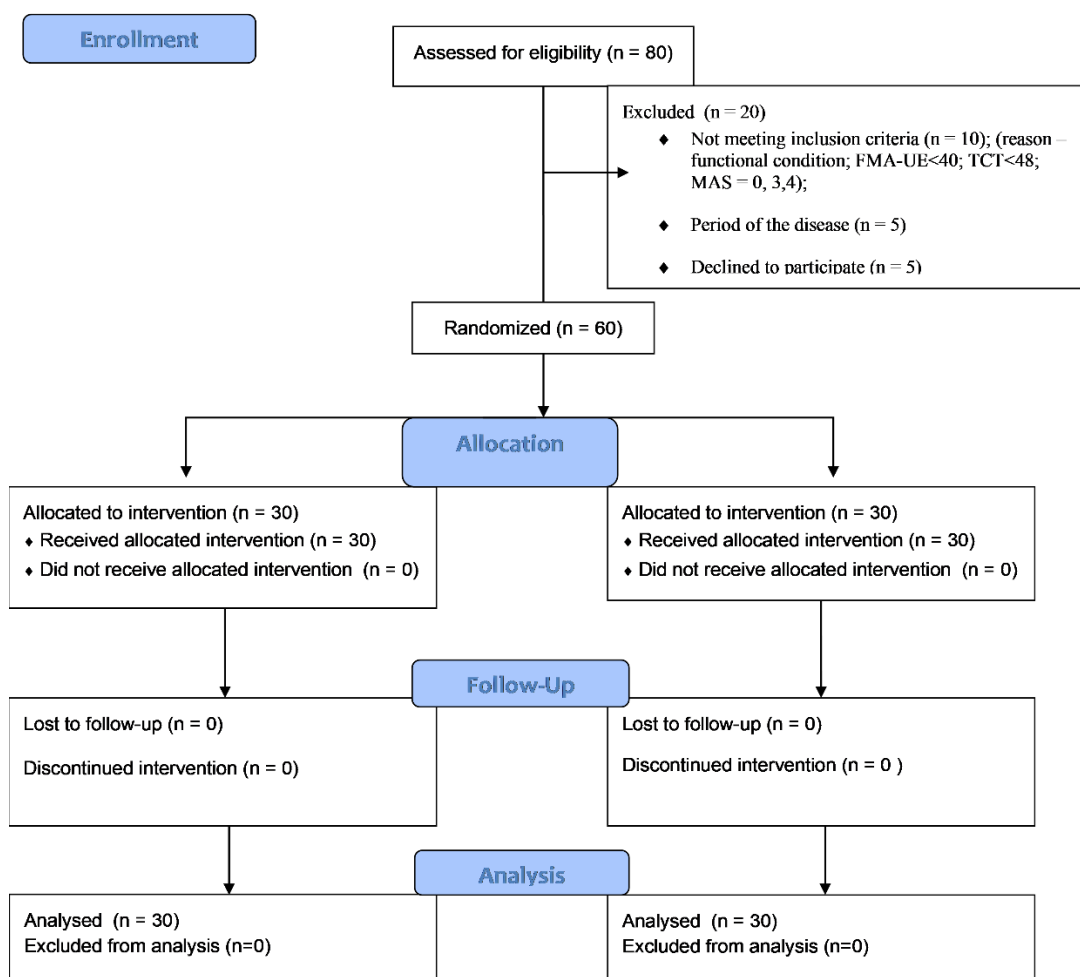 Enrollment
Assessed for eligibility (n = 80)
Excluded  (n = 20)
♦ Not meeting inclusion criteria (n = 10); (reason –
functional condition; FMA-UE<40; TCT<48;
MAS = 0, 3,4);
♦ Period of the disease (n = 5)
♦ Declined to participate (n = 5)
Randomized (n = 60)
Allocation
Allocated to intervention (n = 30)
♦ Received allocated intervention (n = 30)
♦ Did not receive allocated intervention  (n = 0)
Allocated to intervention (n = 30)
♦ Received allocated intervention (n = 30)
♦ Did not receive allocated intervention  (n = 0)
Follow-Up
Lost to follow-up (n = 0)
Discontinued intervention (n = 0)
Lost to follow-up (n = 0)
Discontinued intervention (n = 0 )
Analysis
Analysed  (n = 30)
Excluded from analysis (n=0)
Analysed  (n = 30)
Excluded from analysis (n=0)